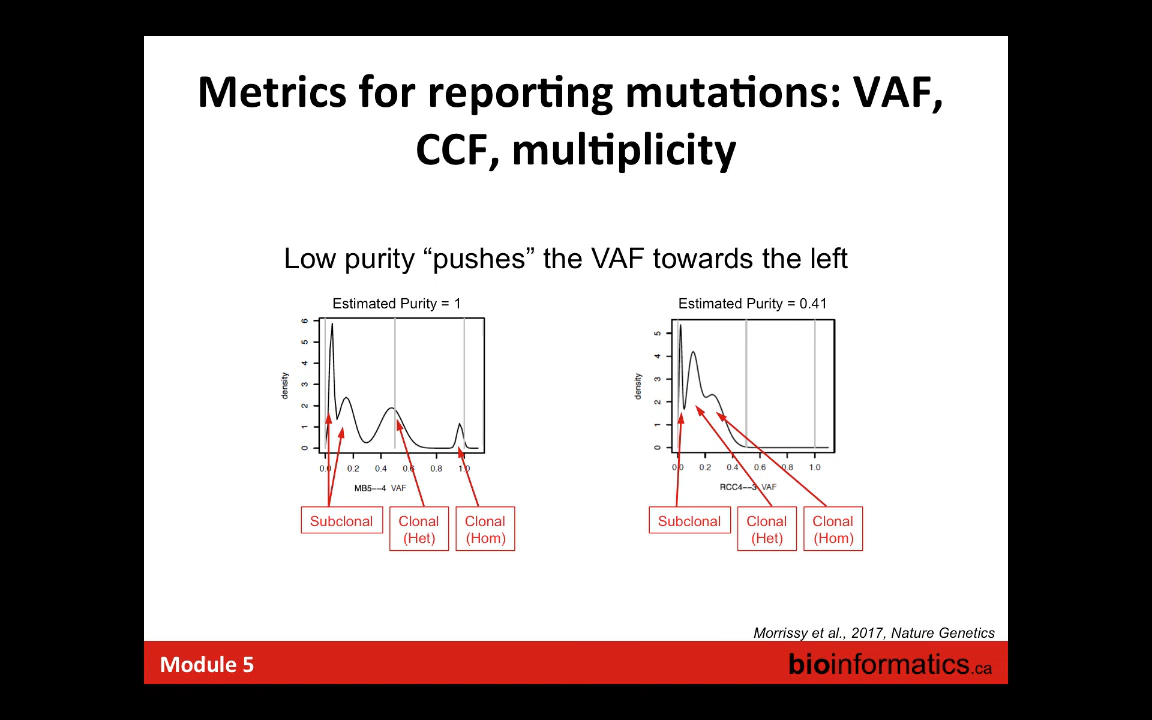 Metrics for reporting mutations: VAF,
CCF, multiplicity
Low purity “pushes” the VAF towards the left
Estimated Purity = 1
density
0 1 2 3 4 5 6
0.0 0.2 0.4 0.6 0.8 1.0
MB5--4 VAF
Subclonal
Clonal
(Het)
Clonal
(Hom)
Estimated Purity = 0.41
density
0 1 2 3 4 5
0.0 0.2 0.4 0.6 0.8 1.0
RCC4--3 VAF
Subclonal
Clonal
(Het)
Clonal
(Hom)
Morrissy et al., 2017, Nature Genetics
Module 5
bioinformatics.ca